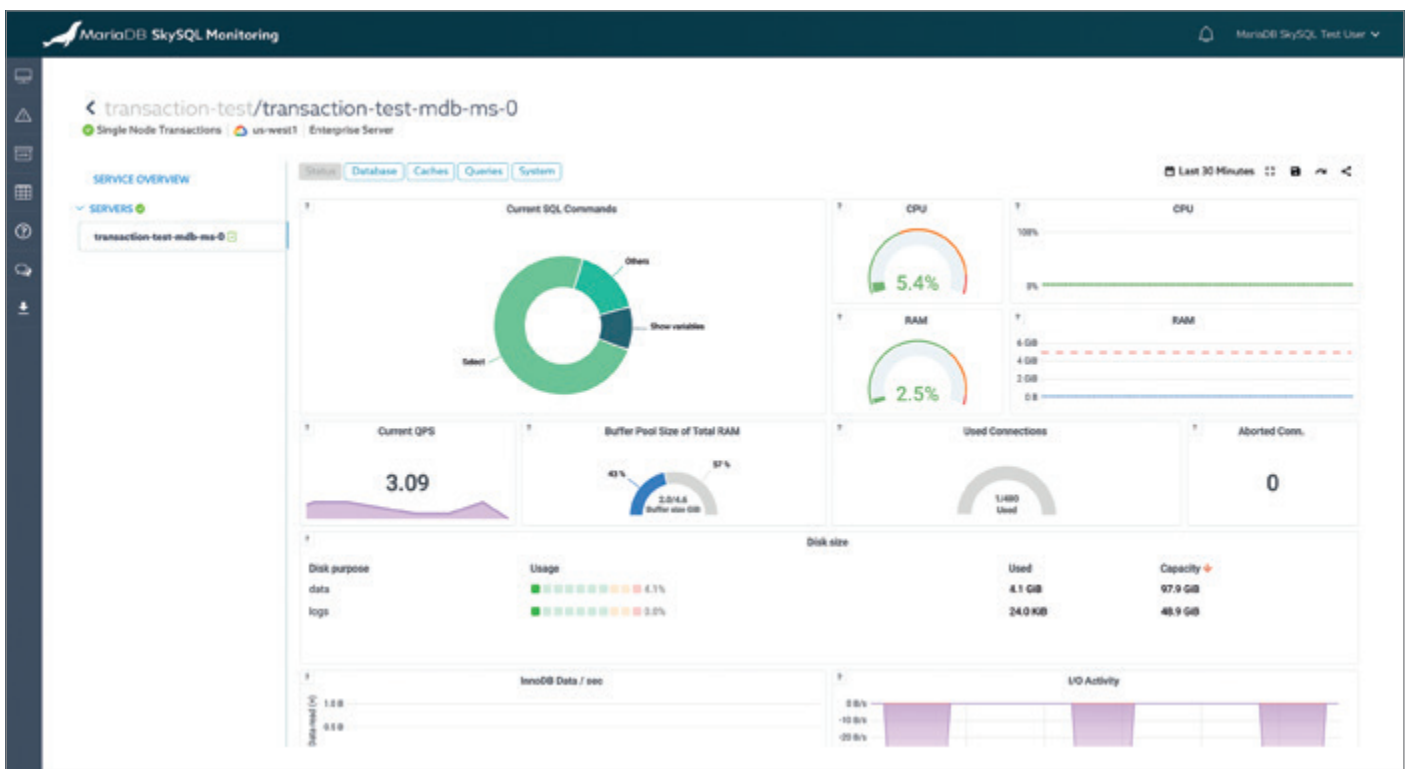 MariaDB SkySQL Monitoring
MariaDB SkySQL Test User
transaction-test/transaction-test-mdb-ms-0
Single Node Transactions us-west1 Enterprise Server
SERVICE OVERVIEW
SERVERS
transaction-test-mdb-ms-0
Status Database Caches Queries System
Last 30 Minutes
? Current SQL Commands
Others
Show variables
Select
? CPU
5.4%
? CPU
100%
0%
? RAM
2.5%
? RAM
6 GiB
4 GiB
2 GiB
0 B
? Current QPS
3.09
? Buffer Pool Size of Total RAM
43 %
57 %
2.0/4.6
Buffer size GiB
? Used Connections
1/480
Used
? Aborted Conn.
0
? Disk size
Disk purpose Usage Used Capacity
data 4.1% 4.1 GiB 97.9 GiB
logs 24.0 KiB 48.9 GiB
? InnoDB Data / sec
Data read (+)
1.0 B
0.5 B
? I/O Activity
0 B/s
-10 B/s
-20 B/s